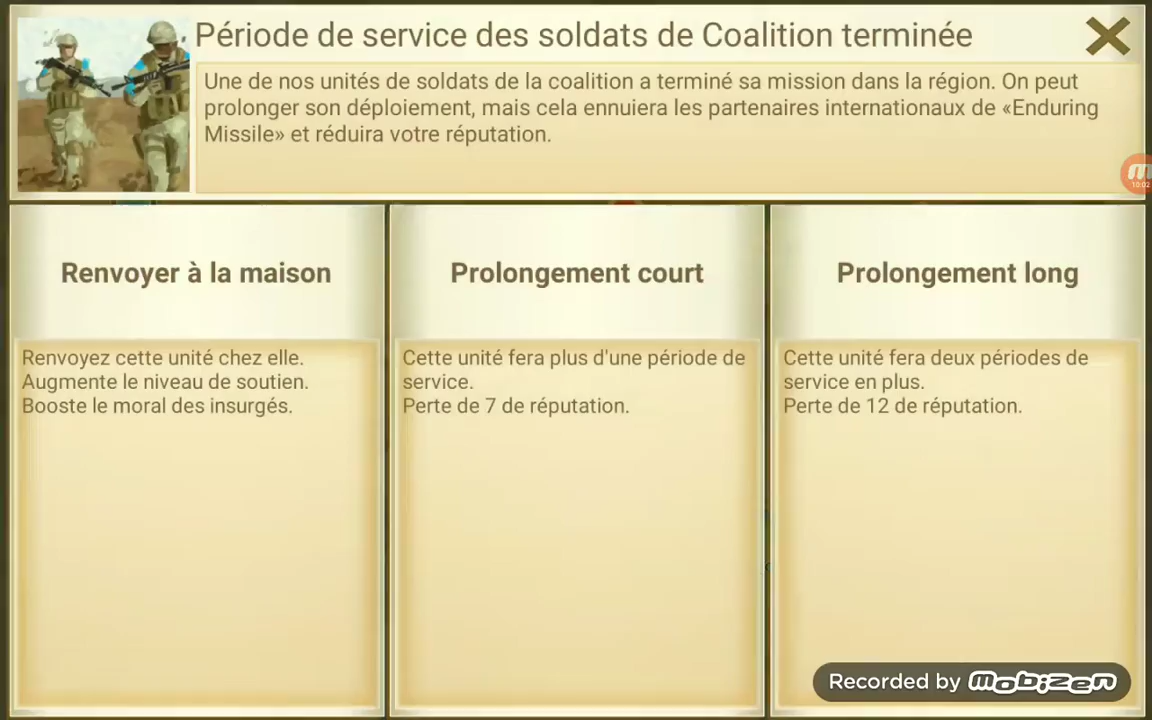 Période de service des soldats de Coalition terminée
Une de nos unités de soldats de la coalition a terminé sa mission dans la région. On peut
prolonger son déploiement, mais cela ennuiera les partenaires internationaux de «Enduring
Missile» et réduira votre réputation.
10:02
Renvoyer à la maison
Prolongement court
Prolongement long
Renvoyez cette unité chez elle.
Augmente le niveau de soutien.
Booste le moral des insurgés.
Cette unité fera plus d'une période de
service.
Perte de 7 de réputation.
Cette unité fera deux périodes de
service en plus.
Perte de 12 de réputation.
Recorded by mobizen